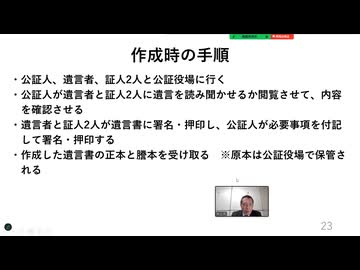 作成時の手順
・公証人、遺言者、証人2人と公証役場に行く
・公証人が遺言者と証人2人に遺言を読み聞かせるか閲覧させて、内容
を確認させる
・遺言者と証人2人が遺言書に署名・押印し、公証人が必要事項を付記
して署名・押印する
・作成した遺言書の正本と謄本を受け取る　※原本は公証役場で保管さ
れる
23